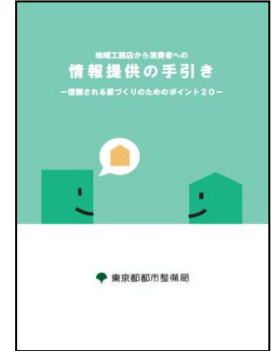 地域工務店から消費者への
情報提供の手引き
－信頼される家づくりのためのポイント２０－
東京都都市整備局